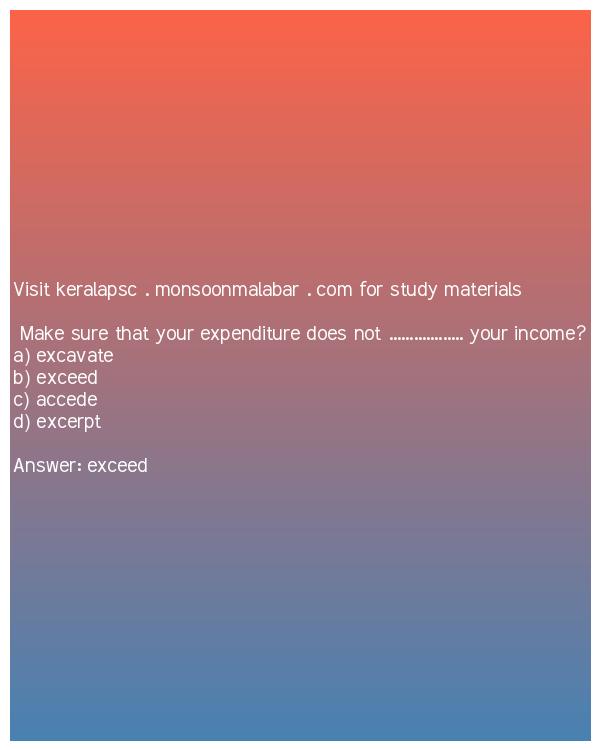 Visit keralapsc . monsoonmalabar . com for study materials
Make sure that your expenditure does not .................. your income?
a) excavate
b) exceed
c) accede
d) excerpt
Answer: exceed